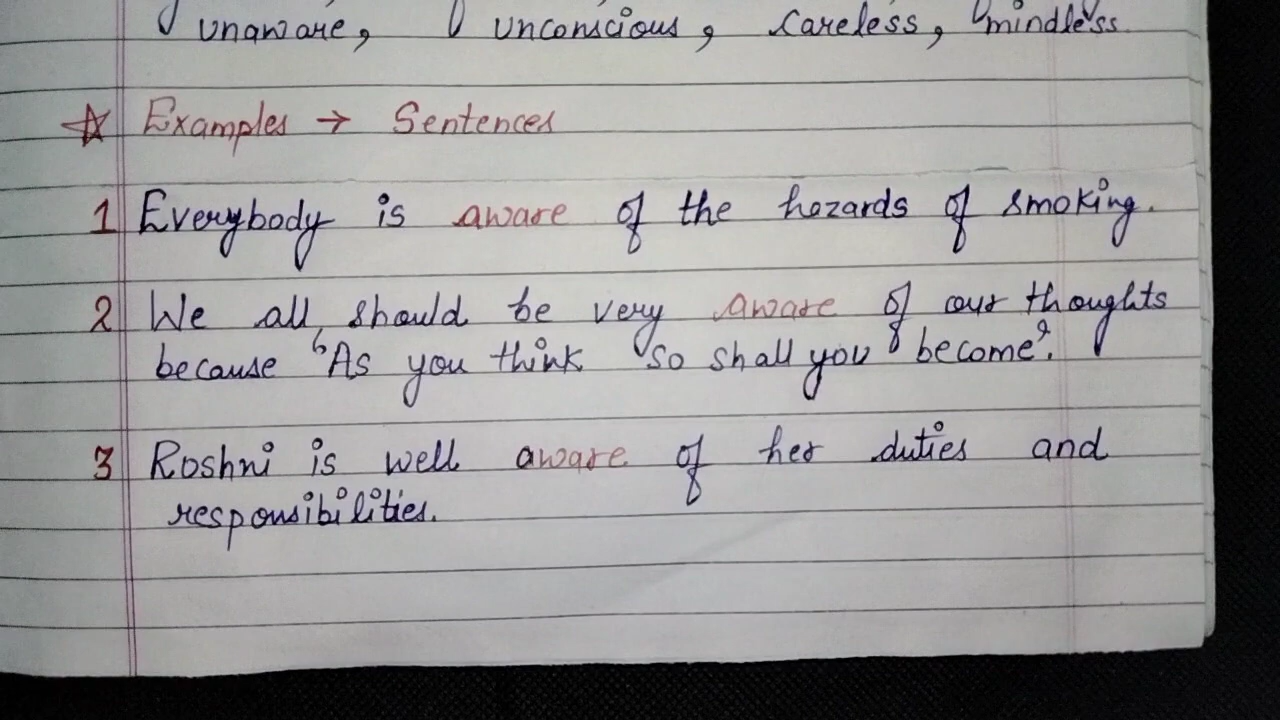 unaware, unconscious, careless, mindless
☆ Examples → Sentences
1 Everybody is aware of the hazards of smoking.
2 We all should be very aware of our thoughts
because 'As you think so shall you become'.
3 Roshni is well aware of her duties and
responsibilities.